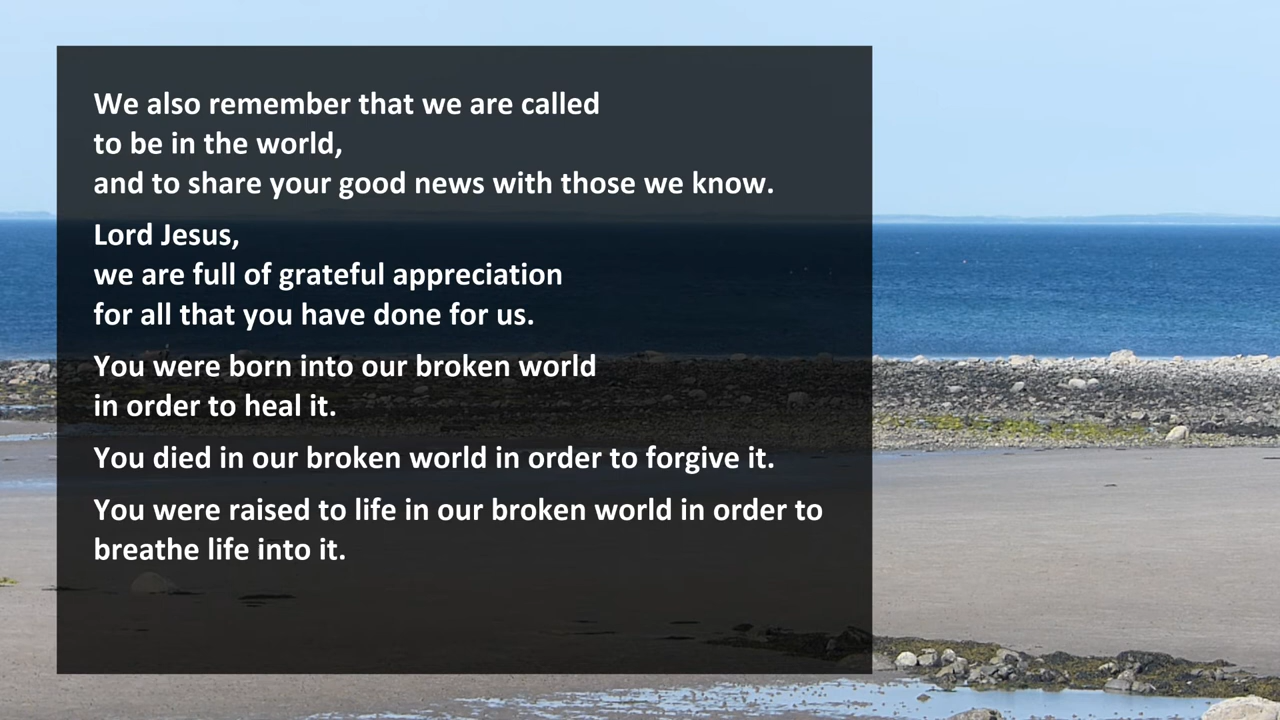 We also remember that we are called
to be in the world,
and to share your good news with those we know.
Lord Jesus,
we are full of grateful appreciation
for all that you have done for us.
You were born into our broken world
in order to heal it.
You died in our broken world in order to forgive it.
You were raised to life in our broken world in order to
breathe life into it.